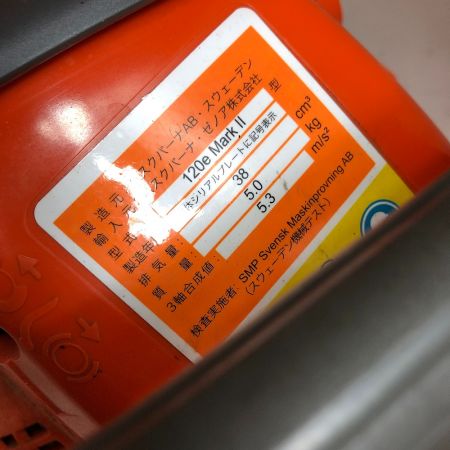 製造元 ハスクバーナAB・スウェーデン
輸入元 ハスクバーナ・ゼノア株式会社
型式 120e Mark II 型
製造年 本体シリアルプレートに記号表示
排気量 38 cm³
質量 5.0 kg
3軸合成値 5.3 m/s²
検査実施者: SMP Svensk Maskinprovning AB
(スウェーデン機械テスト)